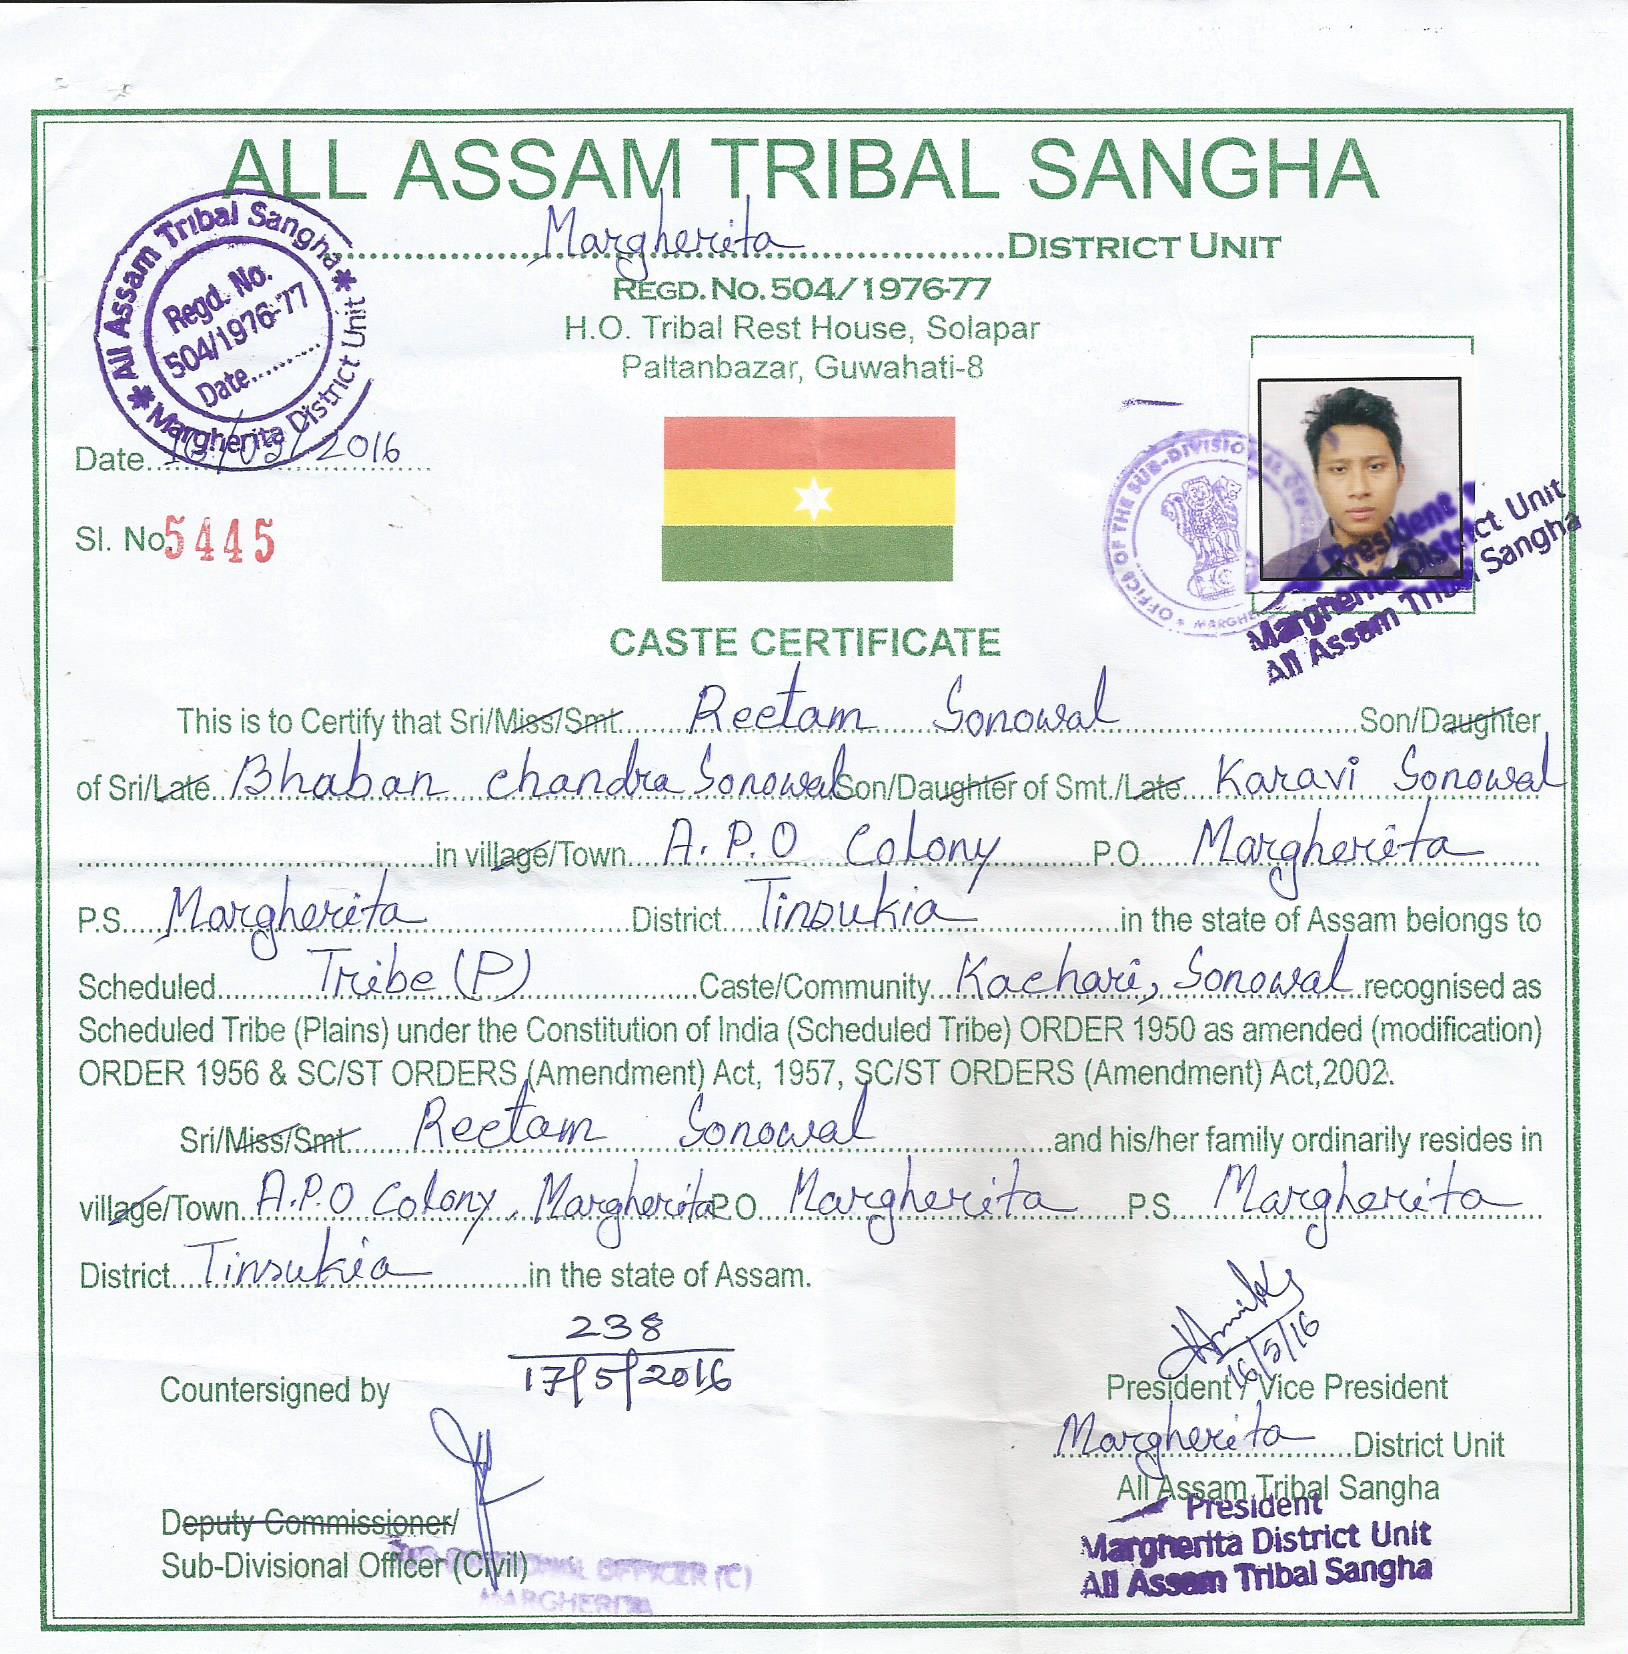 ALL ASSAM TRIBAL SANGHA
Margherita DISTRICT UNIT
REGD. NO. 504/1976-77
H.O. Tribal Rest House, Solapar
Paltanbazar, Guwahati-8
All Assam Tribal Sangha
Regd. No.
504/1976-77
Date..........
Margherita District Unit
Date. 16/05/2016
Sl. No. 5445
OFFICE OF THE SUB-DIVISIONAL
President
Margherita District Unit
All Assam Tribal Sangha
CASTE CERTIFICATE
This is to Certify that Sri/Miss/Smt. Reetam Sonowal Son/Daughter
of Sri/Late. Bhaban Chandra Sonowal Son/Daughter of Smt./Late. Karavi Sonowal
in village/Town. A.P.O Colony P.O. Margherita
P.S. Margherita District. Tinsukia in the state of Assam belongs to
Scheduled. Tribe (P) Caste/Community. Kachari, Sonowal recognised as
Scheduled Tribe (Plains) under the Constitution of India (Scheduled Tribe) ORDER 1950 as amended (modification)
ORDER 1956 & SC/ST ORDERS (Amendment) Act, 1957, SC/ST ORDERS (Amendment) Act,2002.
Sri/Miss/Smt. Reetam Sonowal and his/her family ordinarily resides in
village/Town. A.P.O Colony, Margherita P.O. Margherita P.S. Margherita
District. Tinsukia in the state of Assam.
238
17/5/2016
16/5/16
Countersigned by
President / Vice President
Margherita District Unit
All Assam Tribal Sangha
Deputy Commissioner/
Sub-Divisional Officer (Civil)
OFFICER (C)
MARGHERITA
President
Margherita District Unit
All Assam Tribal Sangha